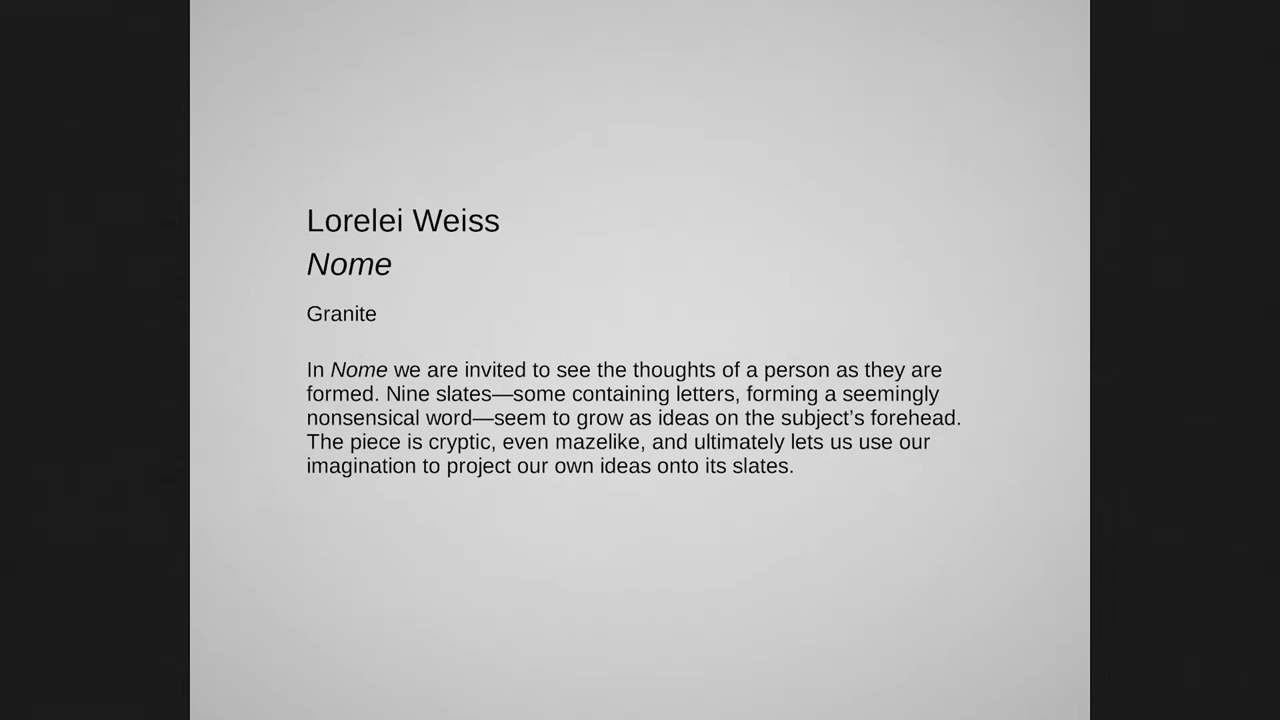 Lorelei Weiss
Nome
Granite
In Nome we are invited to see the thoughts of a person as they are
formed. Nine slates—some containing letters, forming a seemingly
nonsensical word—seem to grow as ideas on the subject’s forehead.
The piece is cryptic, even mazelike, and ultimately lets us use our
imagination to project our own ideas onto its slates.